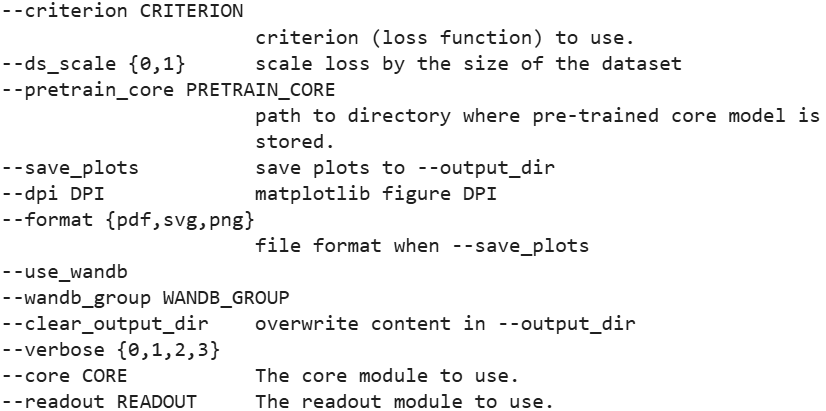 --criterion CRITERION
criterion (loss function) to use.
--ds_scale {0,1} scale loss by the size of the dataset
--pretrain_core PRETRAIN_CORE
path to directory where pre-trained core model is
stored.
--save_plots save plots to --output_dir
--dpi DPI matplotlib figure DPI
--format {pdf,svg,png}
file format when --save_plots
--use_wandb
--wandb_group WANDB_GROUP
--clear_output_dir overwrite content in --output_dir
--verbose {0,1,2,3}
--core CORE The core module to use.
--readout READOUT The readout module to use.